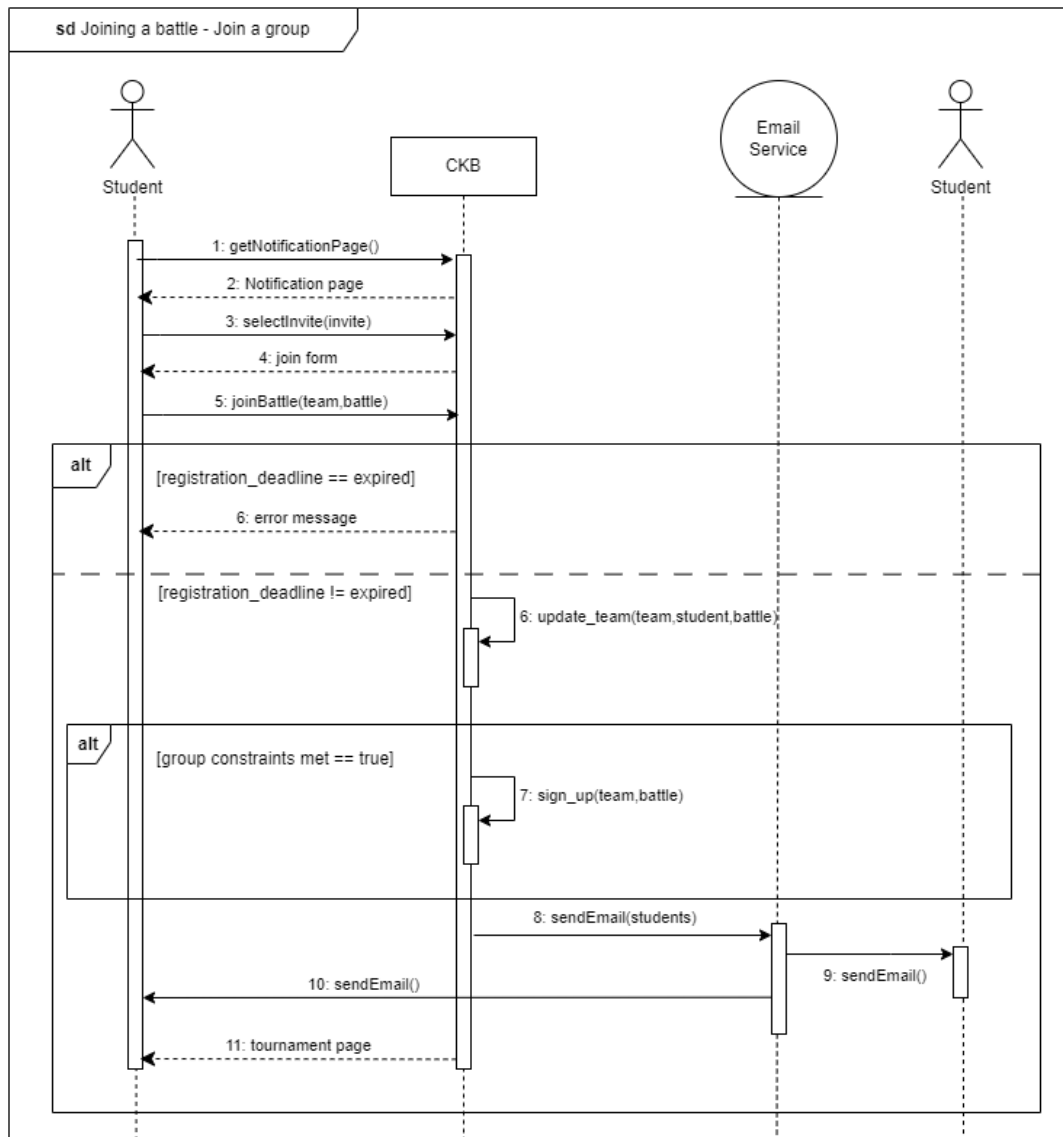 sd Joining a battle - Join a group
Email
Service
CKB
Student
Student
1: getNotificationPage()
2: Notification page
3: selectInvite(invite)
4: join form
5: joinBattle(team,battle)
alt
[registration_deadline == expired]
6: error message
[registration_deadline != expired]
6: update_team(team,student,battle)
alt
[group constraints met == true]
7: sign_up(team,battle)
8: sendEmail(students)
9: sendEmail()
10: sendEmail()
11: tournament page